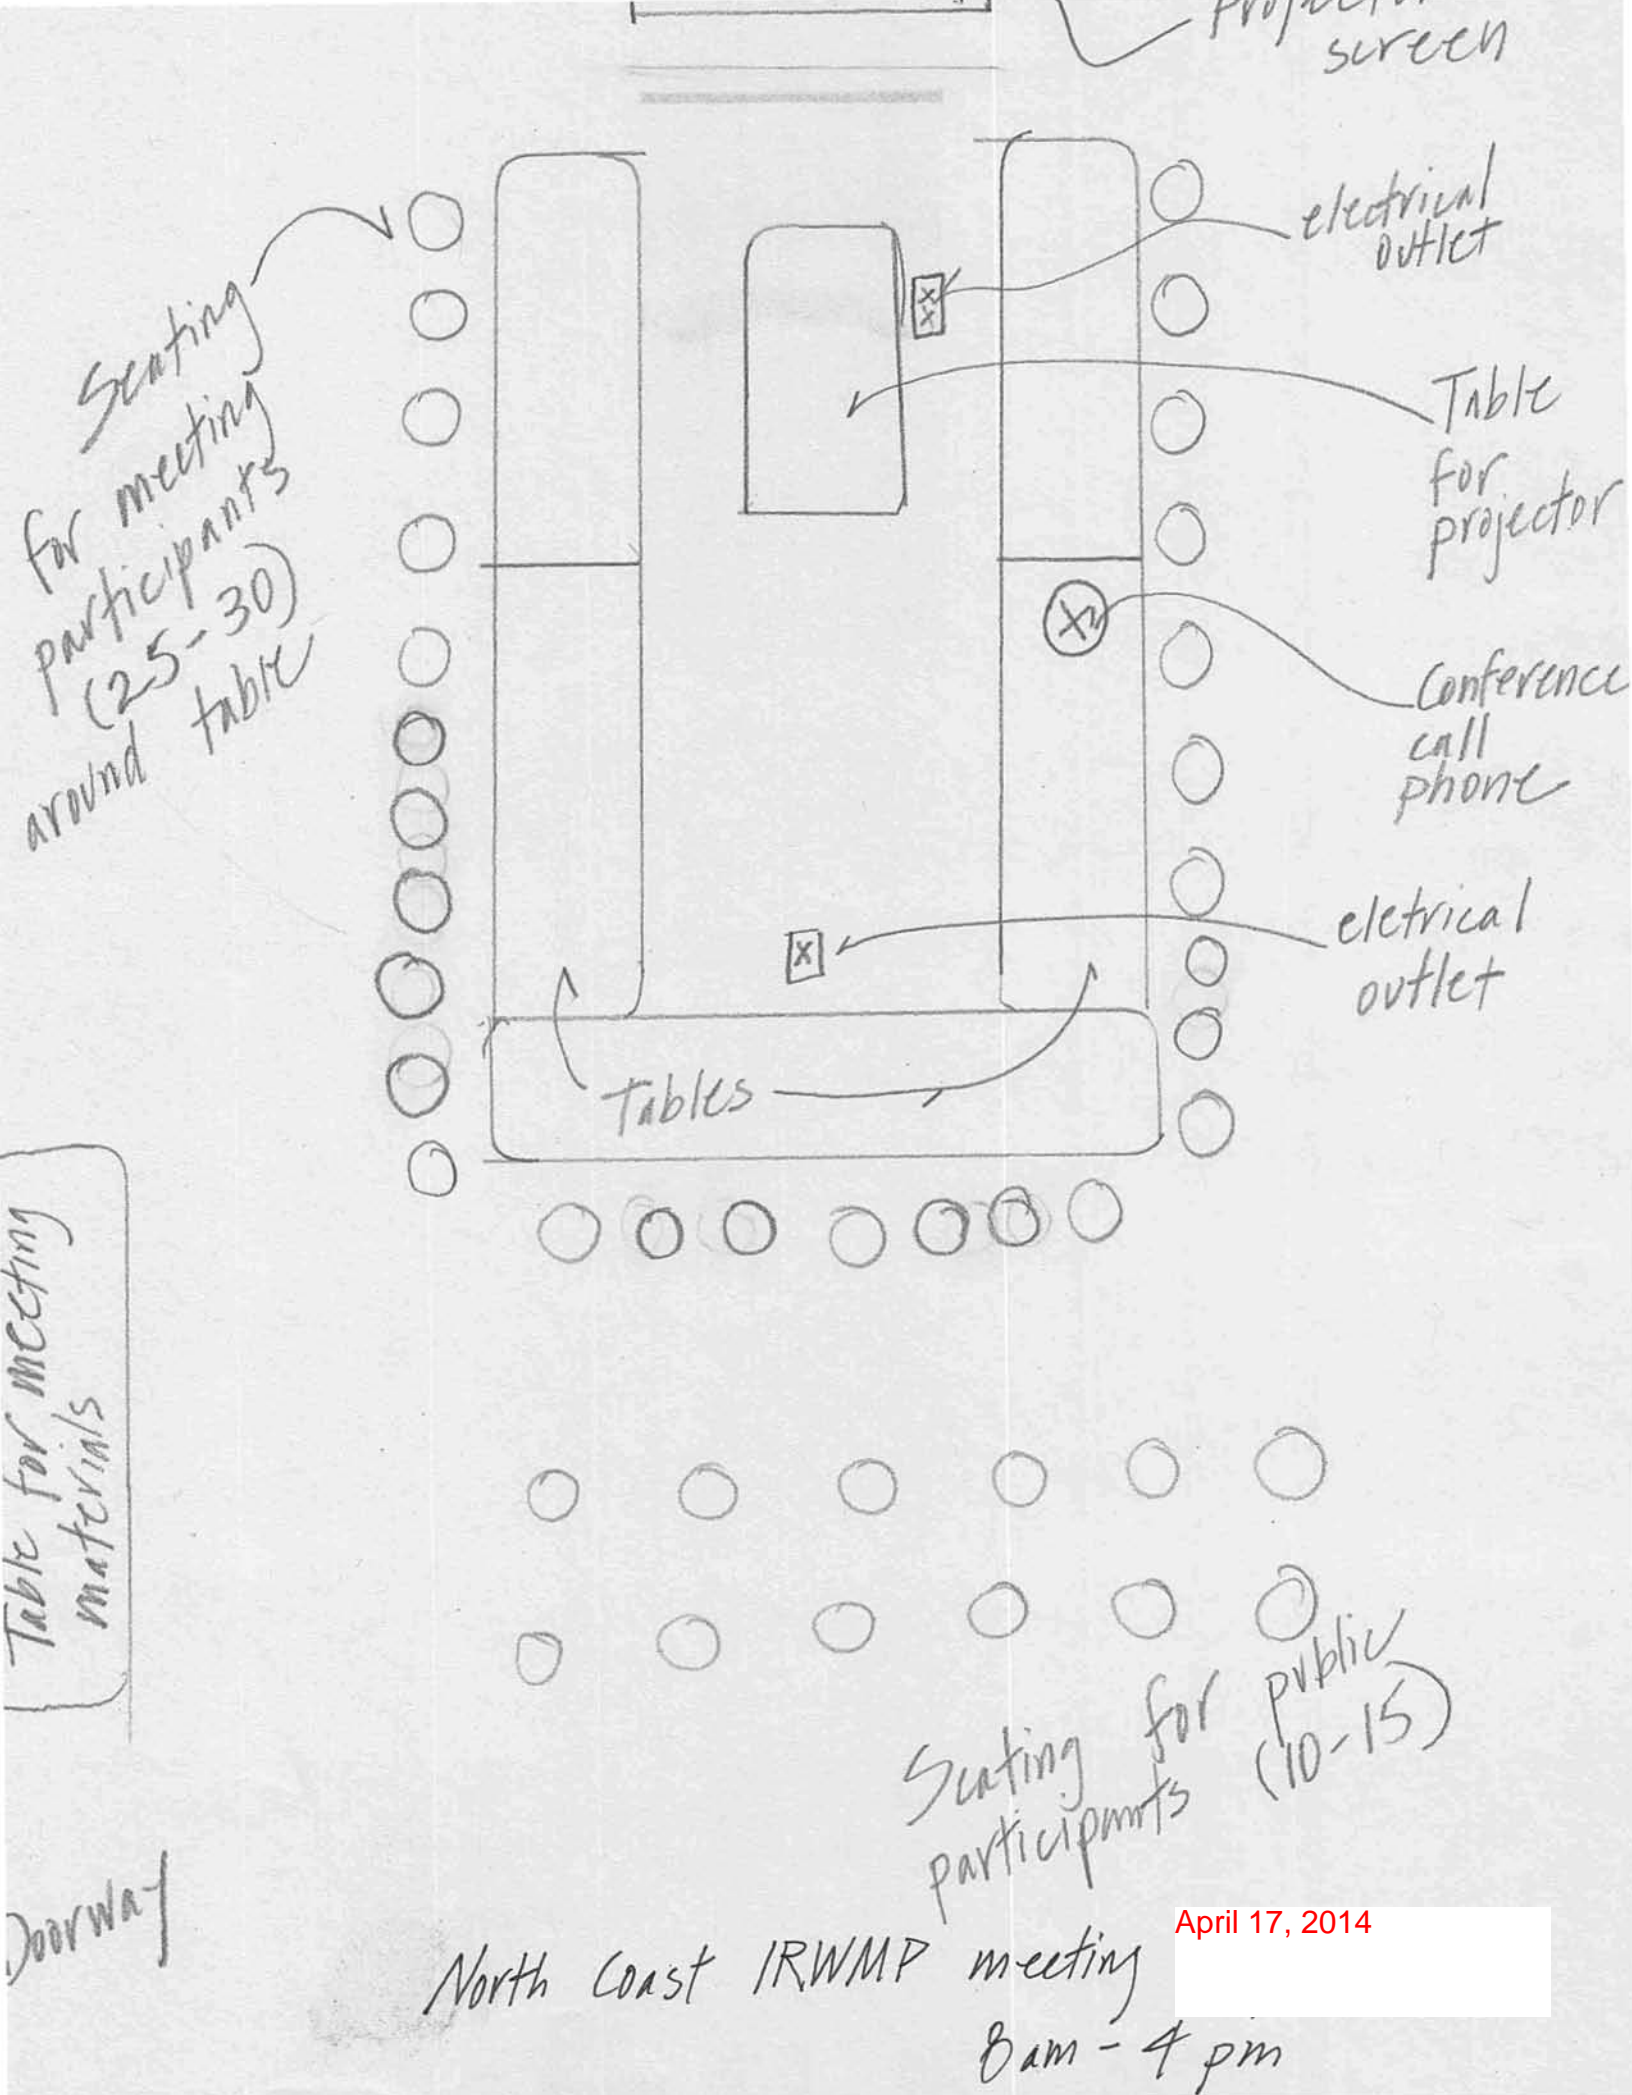 projector
screen
electrical
outlet
Seating
for meeting
participants
(25-30)
around table
Table
for
projector
Conference
call
phone
eletrical
outlet
Tables
Table for meeting
materials
Seating for public
participants (10-15)
Doorway
April 17, 2014
North Coast IRWMP meeting
8am - 4 pm